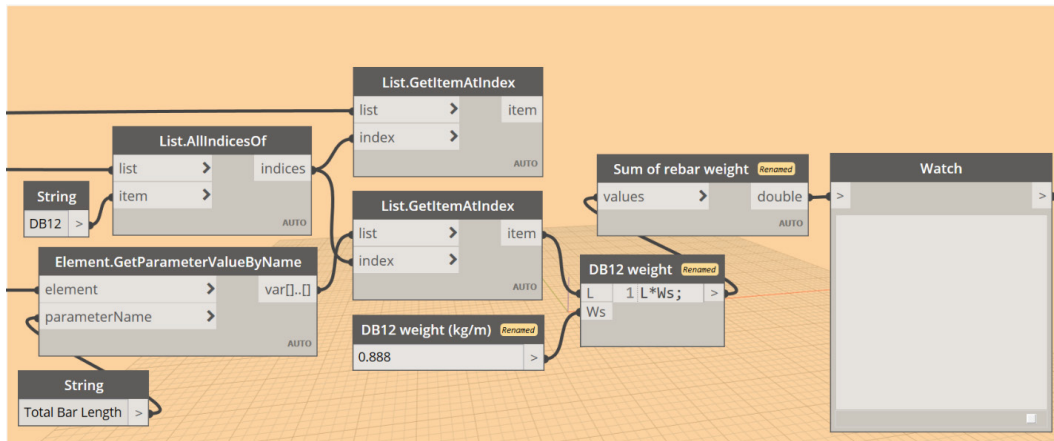 List.GetItemAtIndex
list > item
index >
AUTO
List.AllIndicesOf
list > indices
item >
AUTO
String
DB12 >
List.GetItemAtIndex
list > item
index >
AUTO
Element.GetParameterValueByName
element > var[]..[]
parameterName >
AUTO
String
Total Bar Length >
DB12 weight (kg/m) Renamed
0.888 >
DB12 weight Renamed
L 1 L*Ws; >
Ws
Sum of rebar weight Renamed
values > double
AUTO
Watch
> >